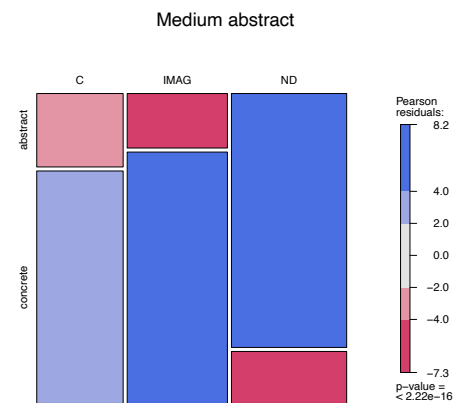 Medium abstract
C IMAG ND
abstract
concrete
Pearson
residuals:
8.2
4.0
2.0
0.0
−2.0
−4.0
−7.3
p−value =
< 2.22e−16